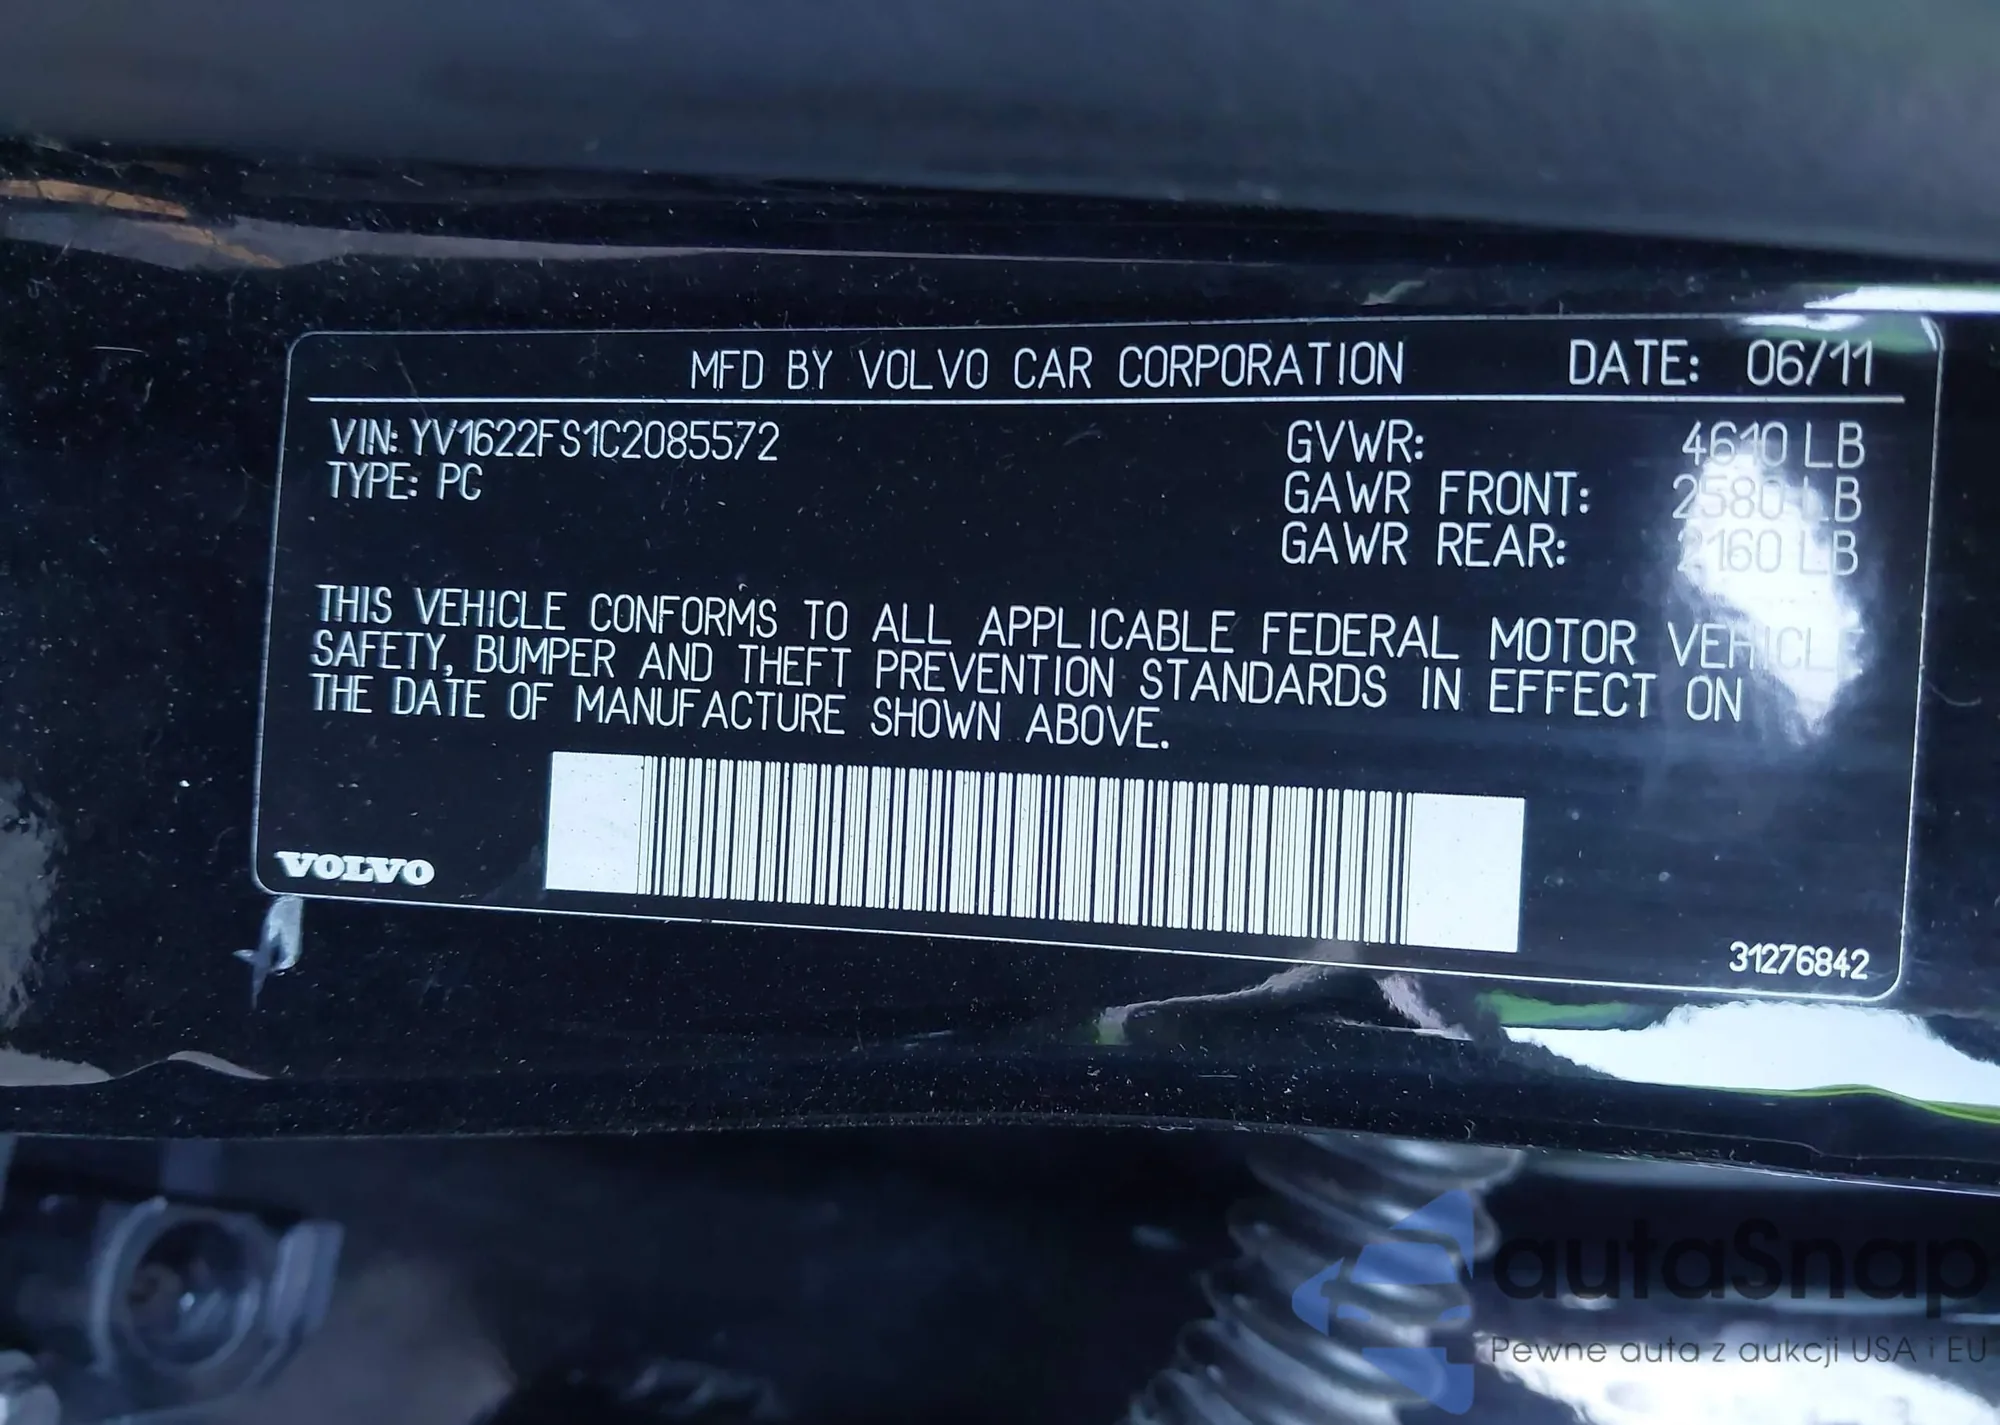 MFD BY VOLVO CAR CORPORATION DATE: 06/11
VIN: YV1622FS1C2085572 GVWR: 4610 LB
TYPE: PC GAWR FRONT: 2580 LB
GAWR REAR: 2160 LB
THIS VEHICLE CONFORMS TO ALL APPLICABLE FEDERAL MOTOR VEHICLE
SAFETY, BUMPER AND THEFT PREVENTION STANDARDS IN EFFECT ON
THE DATE OF MANUFACTURE SHOWN ABOVE.
VOLVO
31276842
autaSnap
Pewne auta z aukcji USA i EU